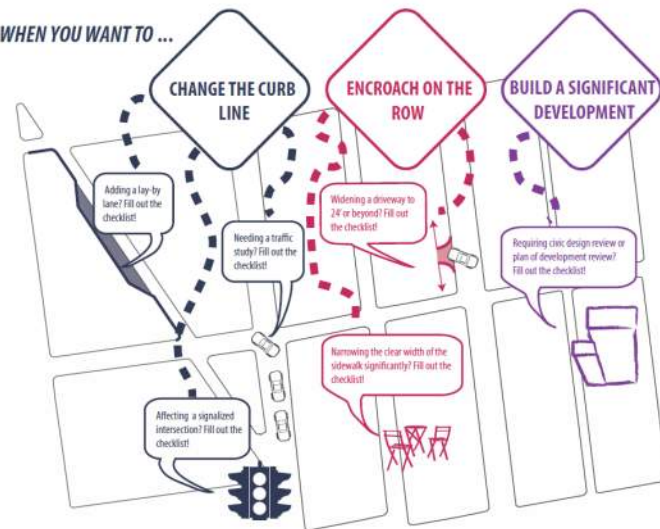 WHEN YOU WANT TO ...
CHANGE THE CURB
LINE
ENCROACH ON THE
ROW
BUILD A SIGNIFICANT
DEVELOPMENT
Adding a lay-by
lane? Fill out the
checklist!
Needing a traffic
study? Fill out the
checklist!
Affecting a signalized
intersection? Fill out the
checklist!
Widening a driveway to
24' or beyond? Fill out
the checklist!
Narrowing the clear width of the
sidewalk significantly? Fill out the
checklist!
Requiring civic design review or
plan of development review?
Fill out the checklist!